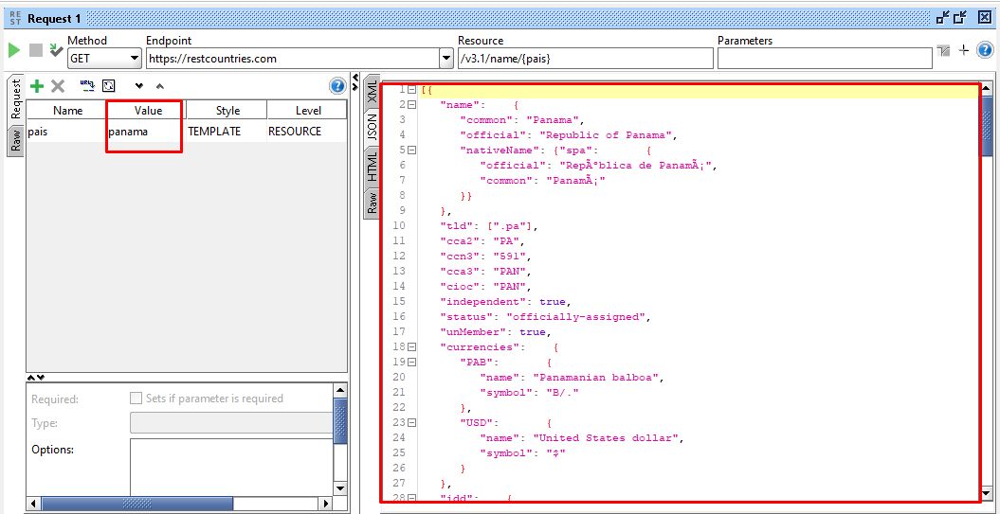 RE
ST
Request 1
Method
Endpoint
Resource
Parameters
GET
https://restcountries.com
/v3.1/name/{pais}
Request
Raw
Name Value Style Level
pais panama TEMPLATE RESOURCE
Required: Sets if parameter is required
Type:
Options:
XML
JSON
HTML
Raw
1 [{
2 "name": {
3 "common": "Panama",
4 "official": "Republic of Panama",
5 "nativeName": {"spa": {
6 "official": "RepÃºblica de PanamÃ¡",
7 "common": "PanamÃ¡"
8 }}
9 },
10 "tld": [".pa"],
11 "cca2": "PA",
12 "ccn3": "591",
13 "cca3": "PAN",
14 "cioc": "PAN",
15 "independent": true,
16 "status": "officially-assigned",
17 "unMember": true,
18 "currencies": {
19 "PAB": {
20 "name": "Panamanian balboa",
21 "symbol": "B/."
22 },
23 "USD": {
24 "name": "United States dollar",
25 "symbol": "$"
26 }
27 },
28 "idd": {